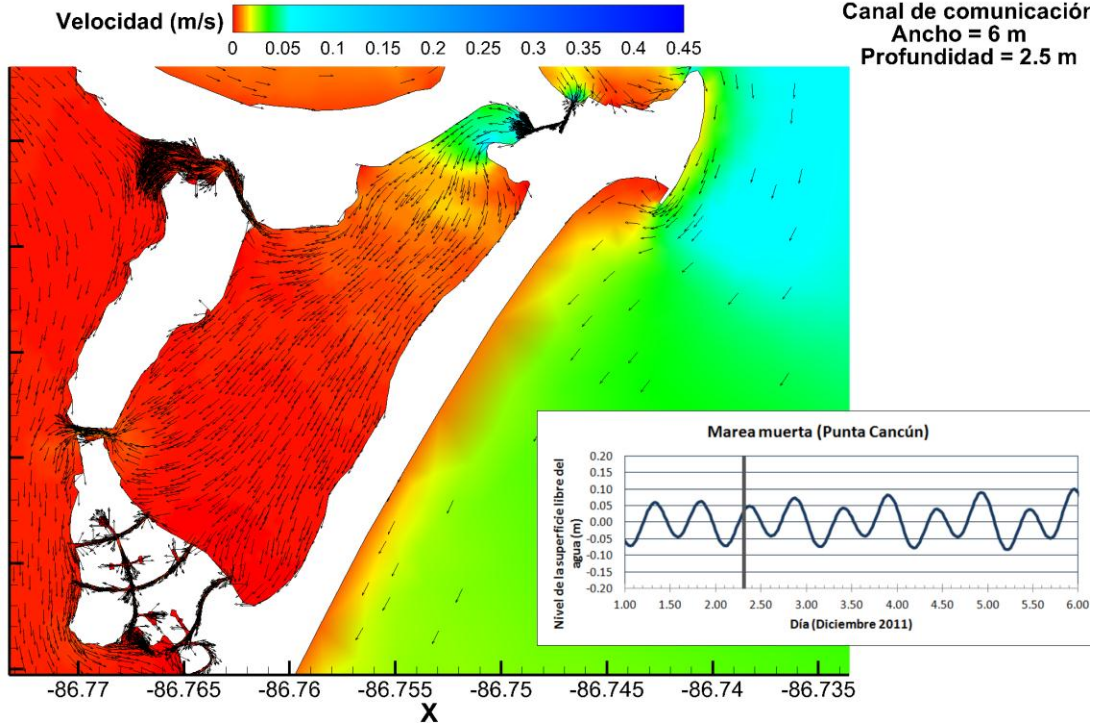 Velocidad (m/s)
0 0.05 0.1 0.15 0.2 0.25 0.3 0.35 0.4 0.45
Canal de comunicación
Ancho = 6 m
Profundidad = 2.5 m
Marea muerta (Punta Cancún)
Nivel de la superficie libre del
agua (m)
0.20
0.15
0.10
0.05
0.00
-0.05
-0.10
-0.15
-0.20
1.00 1.50 2.00 2.50 3.00 3.50 4.00 4.50 5.00 5.50 6.00
Día (Diciembre 2011)
-86.77 -86.765 -86.76 -86.755 -86.75 -86.745 -86.74 -86.735
X